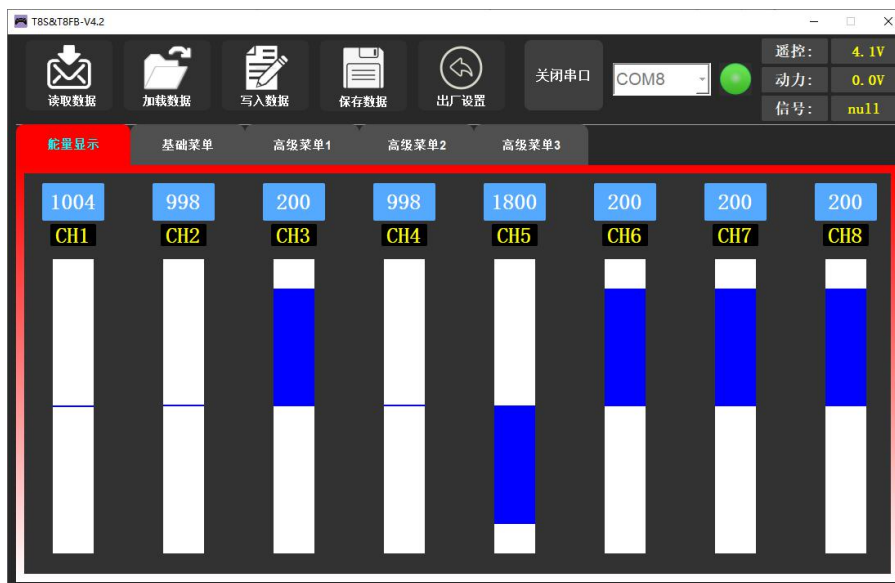 T8S&T8FB-V4.2
读取数据 加载数据 写入数据 保存数据 出厂设置 关闭串口 COM8
遥控: 4.1V
动力: 0.0V
信号: null
舵量显示 基础菜单 高级菜单1 高级菜单2 高级菜单3
1004 998 200 998 1800 200 200 200
CH1 CH2 CH3 CH4 CH5 CH6 CH7 CH8